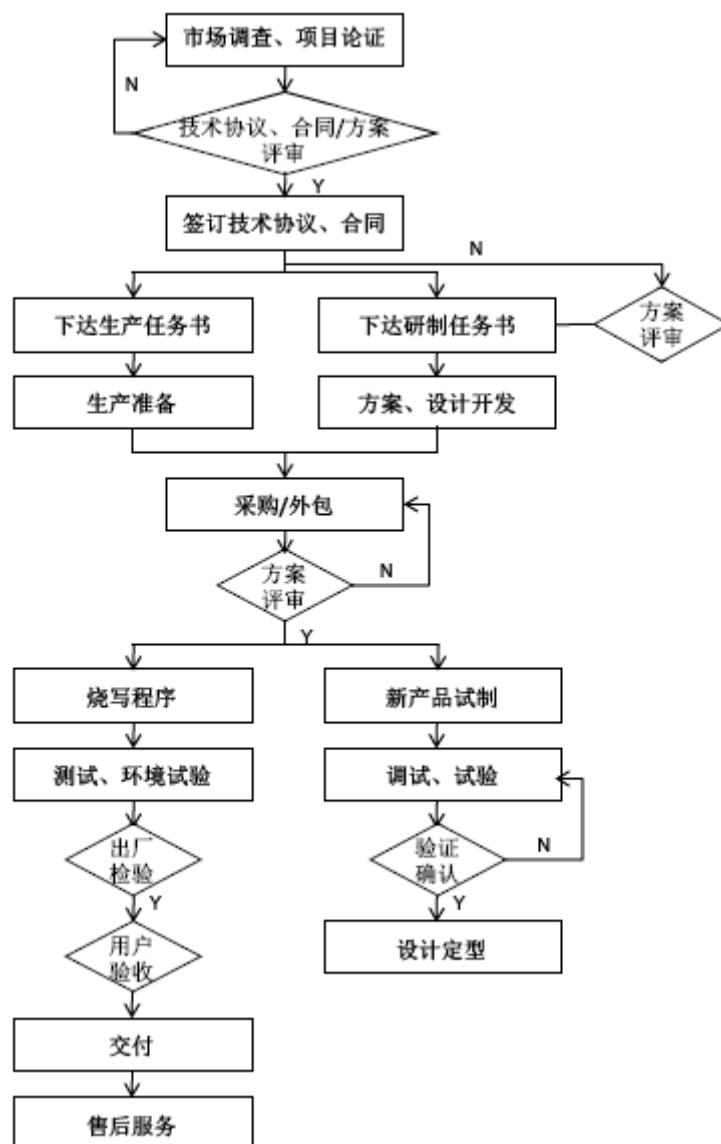 市场调查、项目论证
N
技术协议、合同/方案
评审
Y
签订技术协议、合同
N
下达生产任务书
下达研制任务书
方案
评审
生产准备
方案、设计开发
采购/外包
方案
评审
N
Y
烧写程序
新产品试制
测试、环境试验
调试、试验
出厂
检验
验证
确认
N
Y
Y
用户
验收
设计定型
交付
售后服务